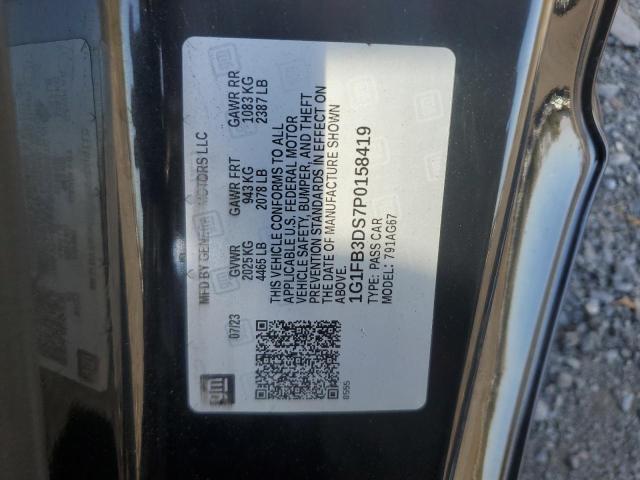 MFD BY GENERAL MOTORS LLC
07/23
GVWR GAWR FRT GAWR RR
2025 KG 943 KG 1083 KG
4465 LB 2078 LB 2387 LB
THIS VEHICLE CONFORMS TO ALL
APPLICABLE U.S. FEDERAL MOTOR
VEHICLE SAFETY, BUMPER, AND THEFT
PREVENTION STANDARDS IN EFFECT ON
THE DATE OF MANUFACTURE SHOWN
ABOVE.
1G1FB3DS7P0158419
TYPE: PASS CAR
MODEL: 791AG67
gm